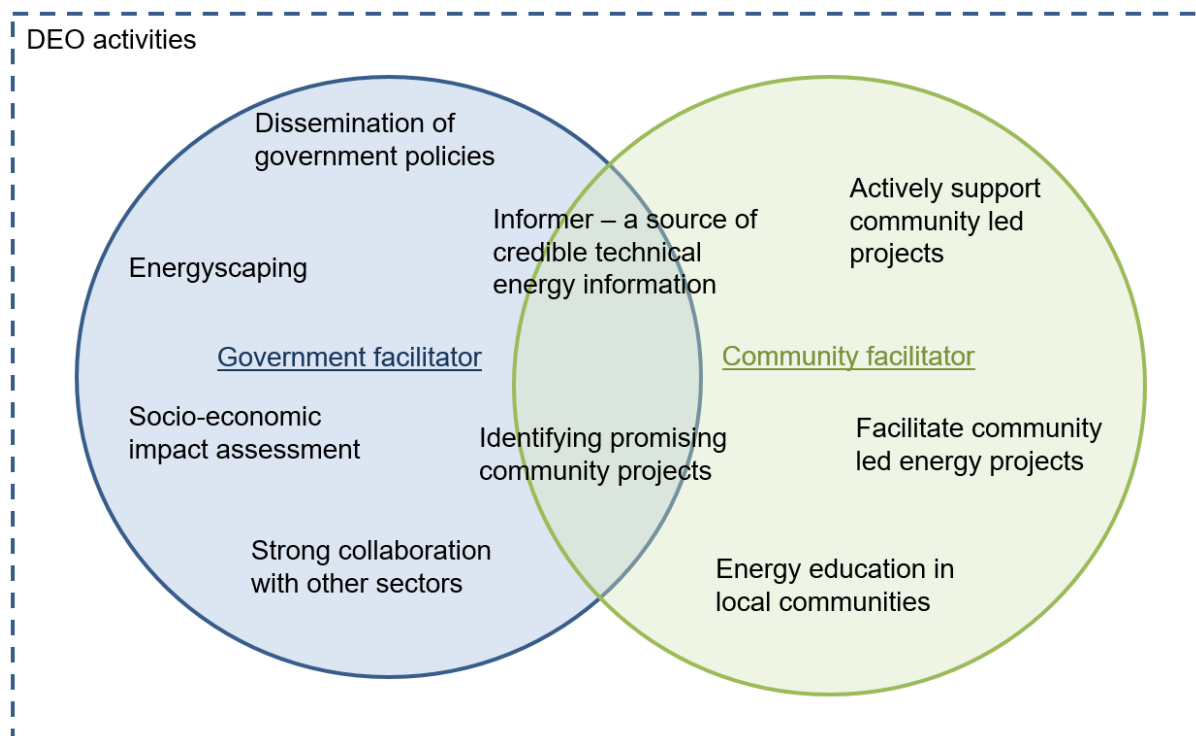 DEO activities
Dissemination of
government policies
Energyscaping
Government facilitator
Socio-economic
impact assessment
Strong collaboration
with other sectors
Informer – a source of
credible technical
energy information
Identifying promising
community projects
Actively support
community led
projects
Community facilitator
Facilitate community
led energy projects
Energy education in
local communities